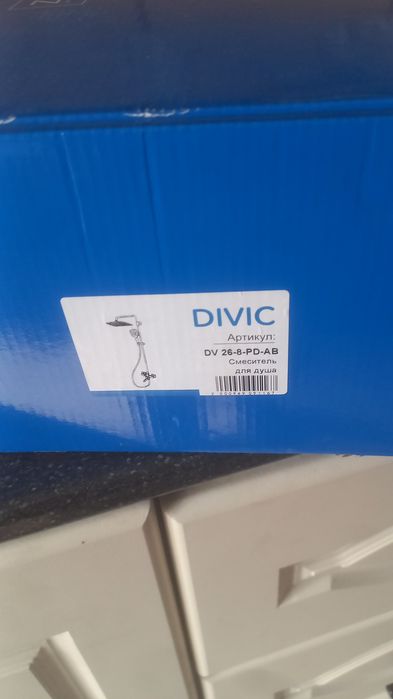 DIVIC
Артикул:
DV 26-8-PD-AB
Смеситель
для душа